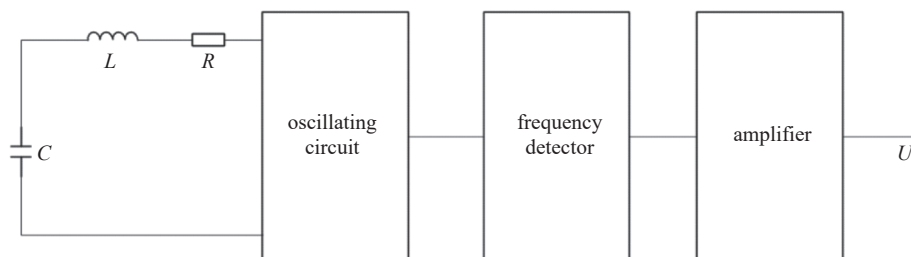 L
R
C
oscillating
circuit
frequency
detector
amplifier
U